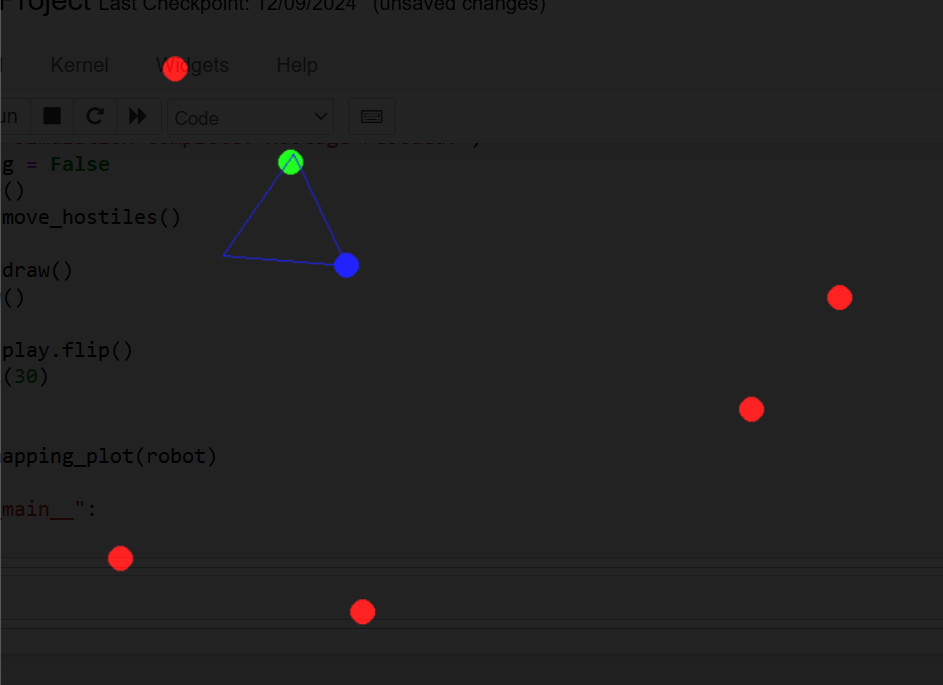 Project Last Checkpoint: 12/09/2024 (unsaved changes)
Kernel Widgets Help
un
Code
g = False
()
move_hostiles()
draw()
()
play.flip()
(30)
apping_plot(robot)
_main__":